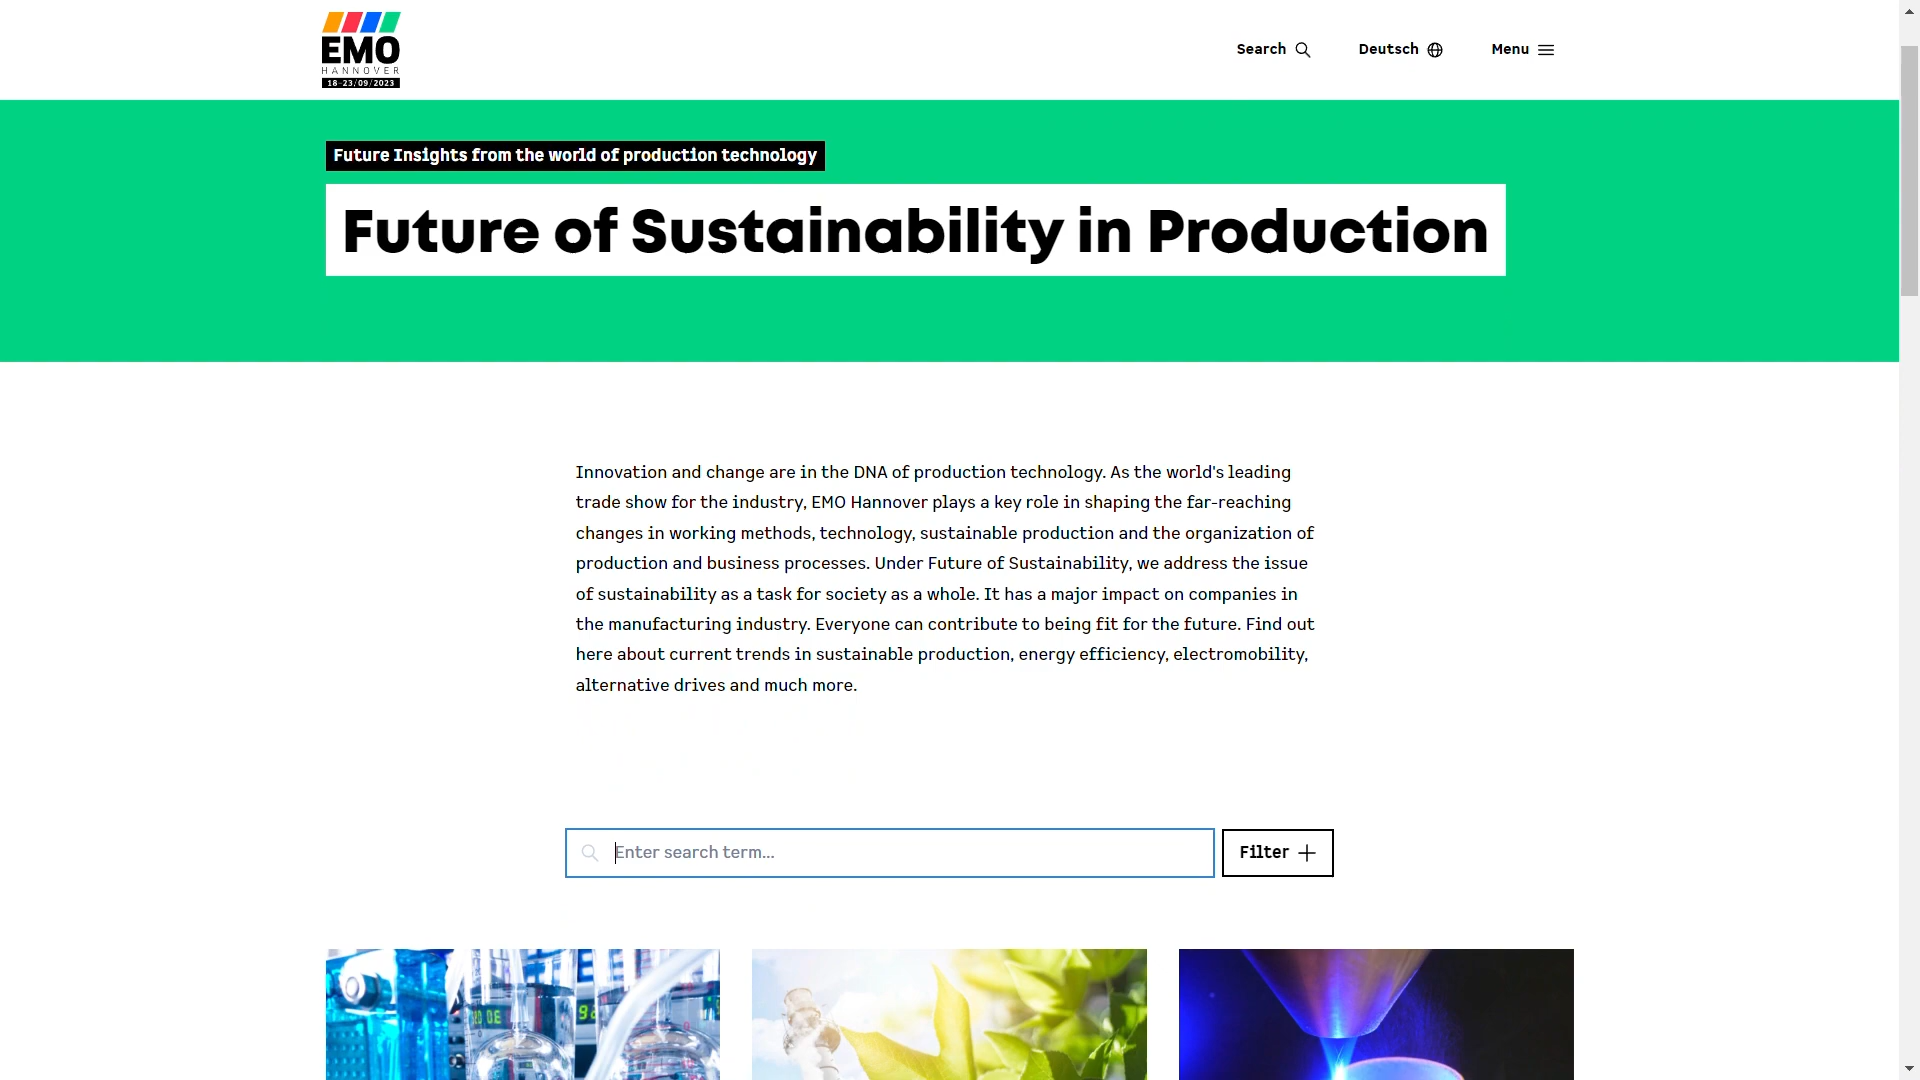 EMO
HANNOVER
18-23/09/2023
Search
Deutsch
Menu
Future Insights from the world of production technology
Future of Sustainability in Production
Innovation and change are in the DNA of production technology. As the world's leading
trade show for the industry, EMO Hannover plays a key role in shaping the far-reaching
changes in working methods, technology, sustainable production and the organization of
production and business processes. Under Future of Sustainability, we address the issue
of sustainability as a task for society as a whole. It has a major impact on companies in
the manufacturing industry. Everyone can contribute to being fit for the future. Find out
here about current trends in sustainable production, energy efficiency, electromobility,
alternative drives and much more.
Enter search term...
Filter